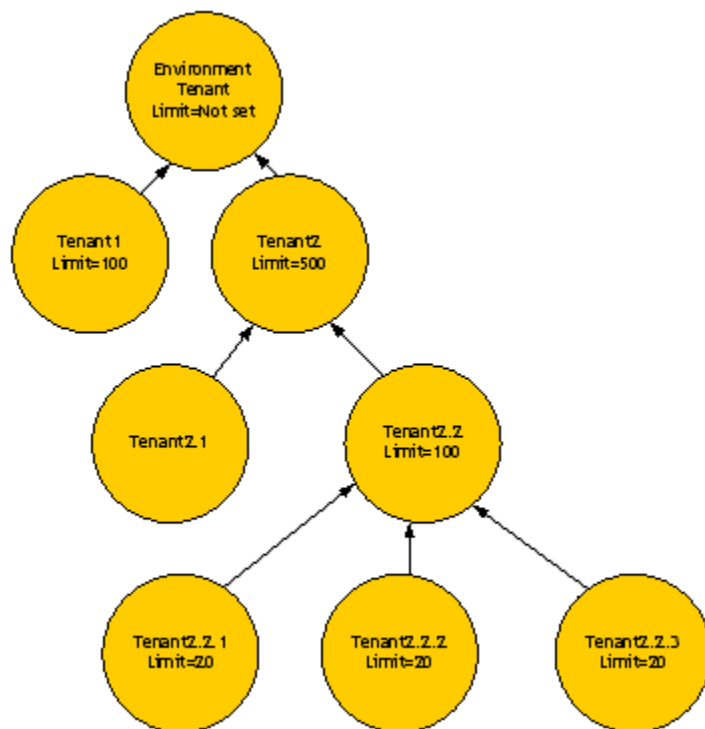 Environment
Tenant
Limit=Not set
Tenant1
Limit=100
Tenant2
Limit=500
Tenant2.1
Tenant2.2
Limit=100
Tenant2.2.1
Limit=20
Tenant2.2.2
Limit=20
Tenant2.2.3
Limit=20